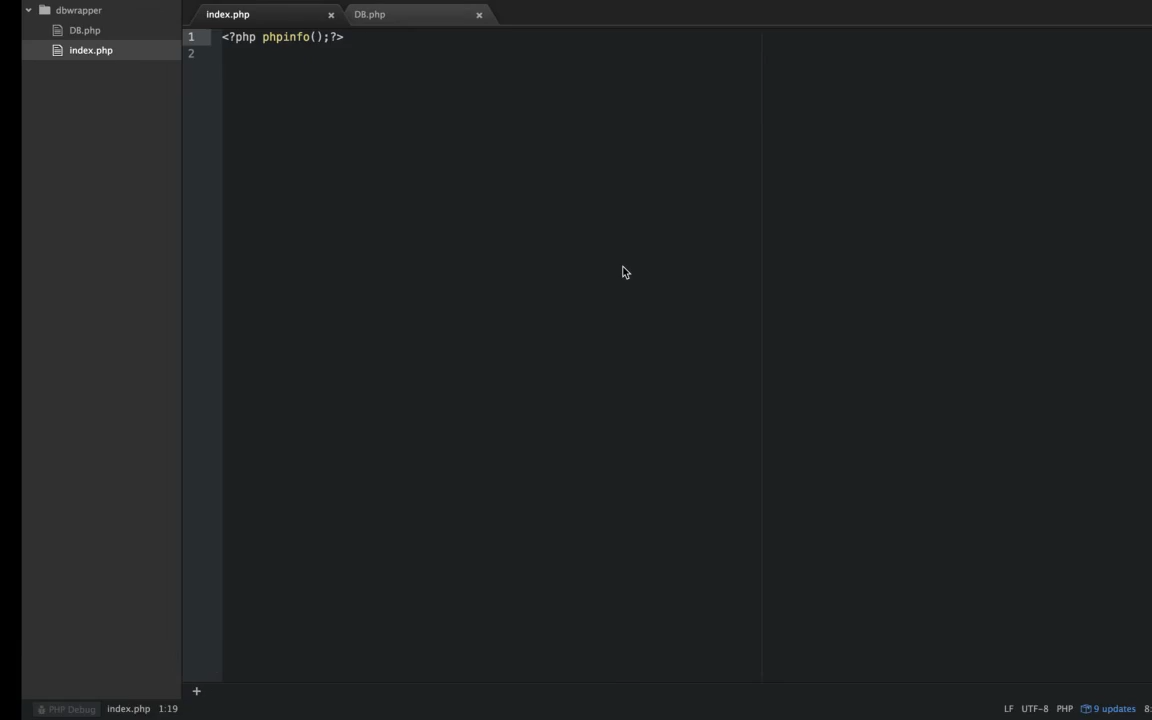 dbwrapper
DB.php
index.php
index.php
DB.php
1 <?php phpinfo();?>
2
+
PHP Debug index.php 1:19
LF UTF-8 PHP 9 updates 8: